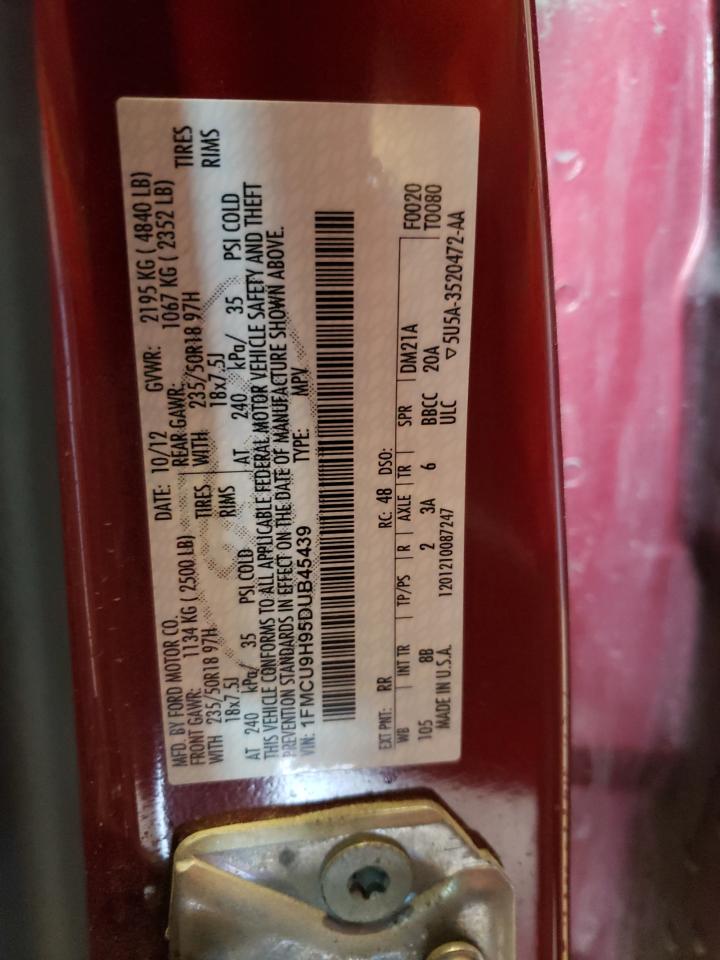 MFD. BY FORD MOTOR CO. DATE: 10/12 GVWR: 2195 KG ( 4840 LB)
FRONT GAWR: 1134 KG ( 2500 LB) REAR GAWR: 1067 KG ( 2352 LB)
WITH 235/50R18 97H TIRES WITH 235/50R18 97H TIRES
18x7.5J RIMS 18x7.5J RIMS
AT 240 kPa/ 35 PSI COLD AT 240 kPa/ 35 PSI COLD
THIS VEHICLE CONFORMS TO ALL APPLICABLE FEDERAL MOTOR VEHICLE SAFETY AND THEFT
PREVENTION STANDARDS IN EFFECT ON THE DATE OF MANUFACTURE SHOWN ABOVE.
VIN: 1FMCU9H95DUB45439 TYPE: MPV
EXT PNT: RR RC: 48 DSO: F0020
WB INT TR TP/PS R AXLE TR SPR DM21A T0080
105 8B 2 3A 6 BBCC 20A
MADE IN U.S.A. 1201210087247 ULC ▽5U5A-3520472-AA